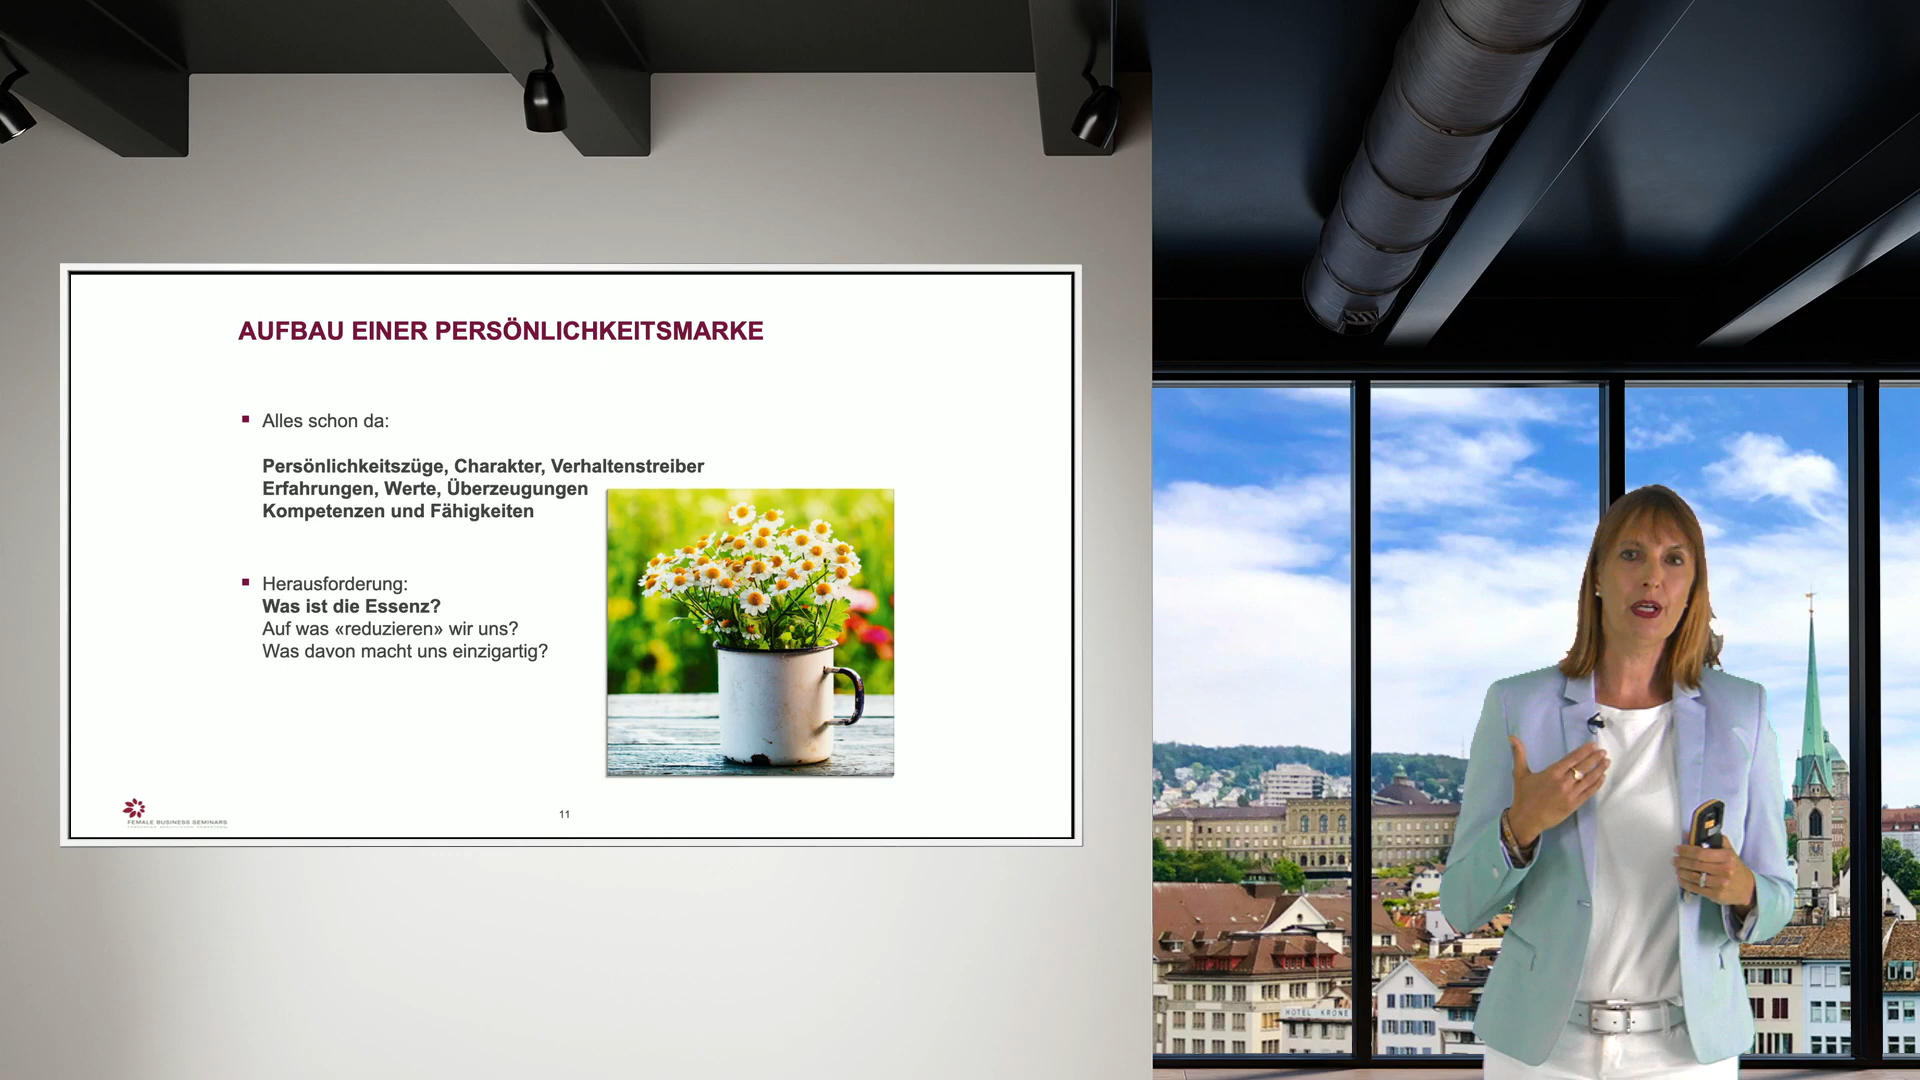 AUFBAU EINER PERSÖNLICHKEITSMARKE
Alles schon da:
Persönlichkeitszüge, Charakter, Verhaltenstreiber
Erfahrungen, Werte, Überzeugungen
Kompetenzen und Fähigkeiten
Herausforderung:
Was ist die Essenz?
Auf was «reduzieren» wir uns?
Was davon macht uns einzigartig?
FEMALE BUSINESS SEMINARS
11
HOTEL KRONE